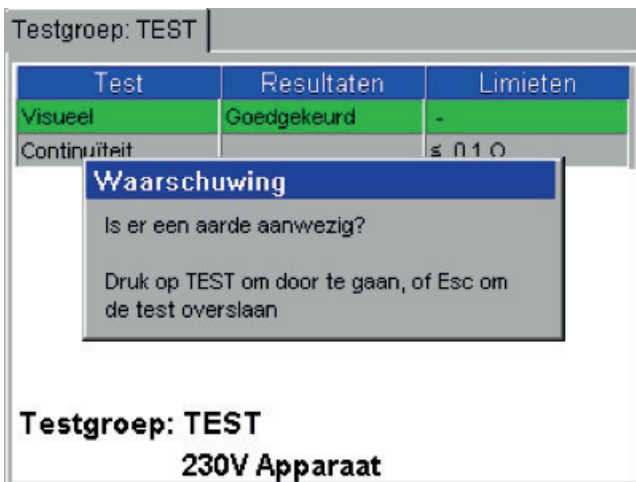 Testgroep: TEST
Test Resultaten Limieten
Visueel Goedgekeurd -
Continuïteit ≤ 0.1 Ω
Waarschuwing
Is er een aarde aanwezig?
Druk op TEST om door te gaan, of Esc om
de test overslaan
Testgroep: TEST
230V Apparaat